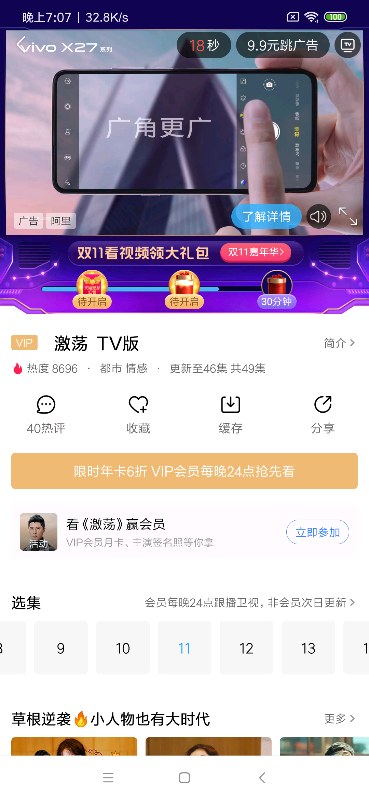 晚上7:07 | 32.8K/s
100
vivo X27 系列
18 秒
9.9元跳广告
TV
广角更广
广告 阿里
了解详情
双11看视频领大礼包
双11嘉年华>
待开启
待开启
30分钟
VIP 激荡 TV版
简介 >
热度 8696 · 都市 情感 · 更新至46集 共49集
40热评
收藏
缓存
分享
限时年卡6折 VIP会员每晚24点抢先看
看《激荡》赢会员
VIP会员月卡、主演签名照等你拿
活动
立即参加
选集
会员每晚24点跟播卫视, 非会员次日更新 >
8 9 10 11 12 13 1
草根逆袭🔥小人物也有大时代
更多 >